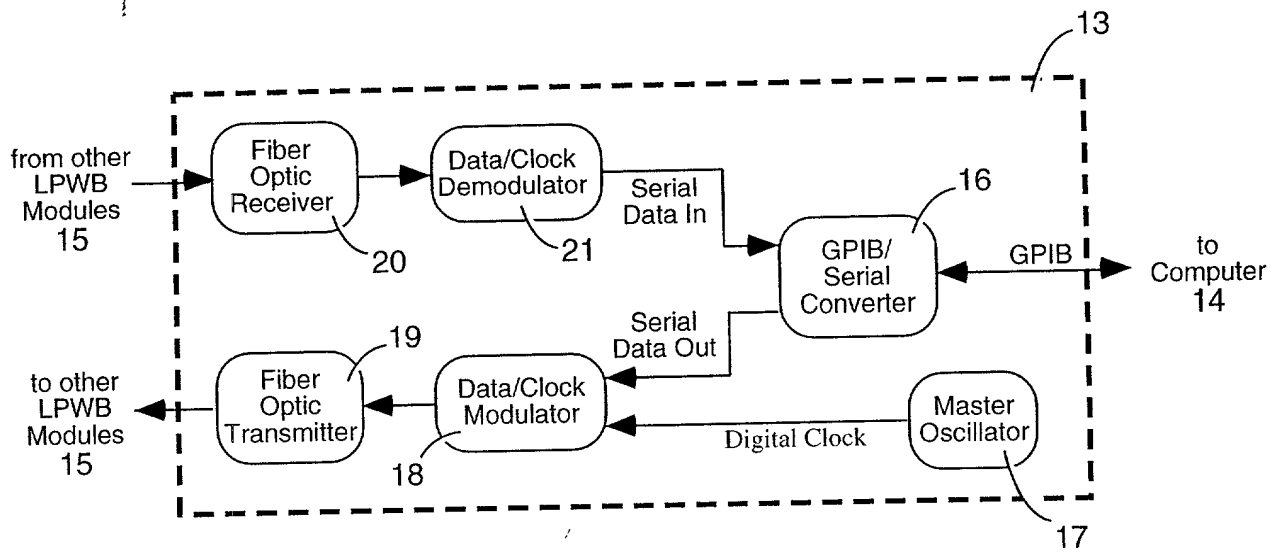 13
from other
LPWB
Modules
15
Fiber
Optic
Receiver
20
Data/Clock
Demodulator
21
Serial
Data In
16
GPIB/
Serial
Converter
GPIB
to
Computer
14
Serial
Data Out
to other
LPWB
Modules
15
19
Fiber
Optic
Transmitter
Data/Clock
Modulator
18
Digital Clock
Master
Oscillator
17